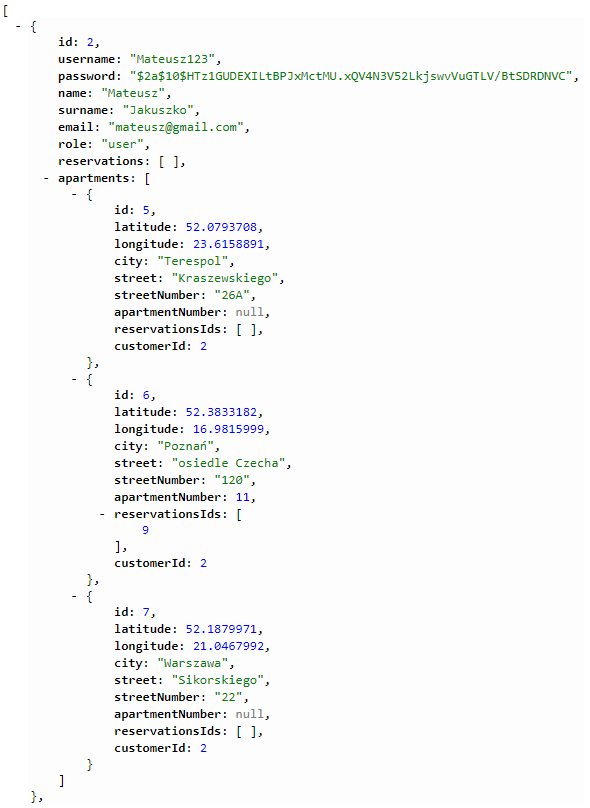 [
- {
id: 2,
username: "Mateusz123",
password: "$2a$10$HTz1GUDEXILtBPJxMctMU.xQV4N3V52LkjswvVuGTLV/BtSDRDNVC",
name: "Mateusz",
surname: "Jakuszko",
email: "mateusz@gmail.com",
role: "user",
reservations: [ ],
- apartments: [
- {
id: 5,
latitude: 52.0793708,
longitude: 23.6158891,
city: "Terespol",
street: "Kraszewskiego",
streetNumber: "26A",
apartmentNumber: null,
reservationsIds: [ ],
customerId: 2
},
- {
id: 6,
latitude: 52.3833182,
longitude: 16.9815999,
city: "Poznań",
street: "osiedle Czecha",
streetNumber: "120",
apartmentNumber: 11,
- reservationsIds: [
9
],
customerId: 2
},
- {
id: 7,
latitude: 52.1879971,
longitude: 21.0467992,
city: "Warszawa",
street: "Sikorskiego",
streetNumber: "22",
apartmentNumber: null,
reservationsIds: [ ],
customerId: 2
}
]
},